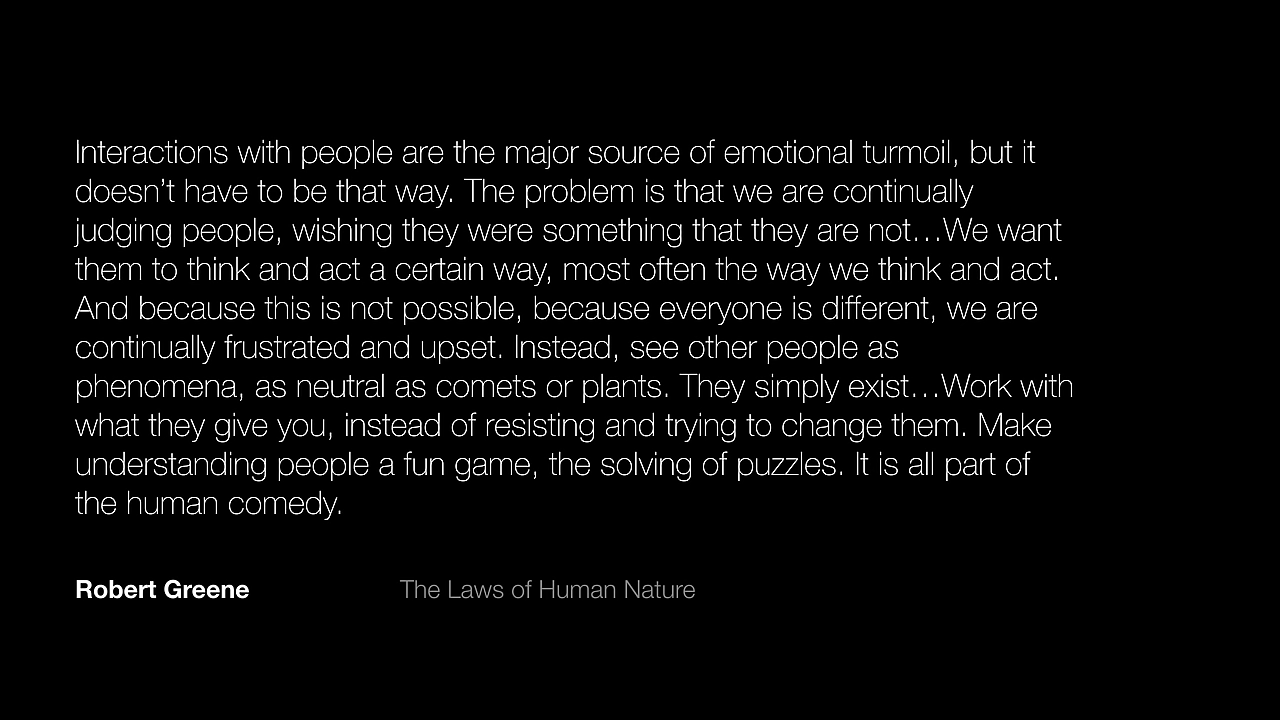 Interactions with people are the major source of emotional turmoil, but it
doesn’t have to be that way. The problem is that we are continually
judging people, wishing they were something that they are not…We want
them to think and act a certain way, most often the way we think and act.
And because this is not possible, because everyone is different, we are
continually frustrated and upset. Instead, see other people as
phenomena, as neutral as comets or plants. They simply exist…Work with
what they give you, instead of resisting and trying to change them. Make
understanding people a fun game, the solving of puzzles. It is all part of
the human comedy.
Robert Greene The Laws of Human Nature